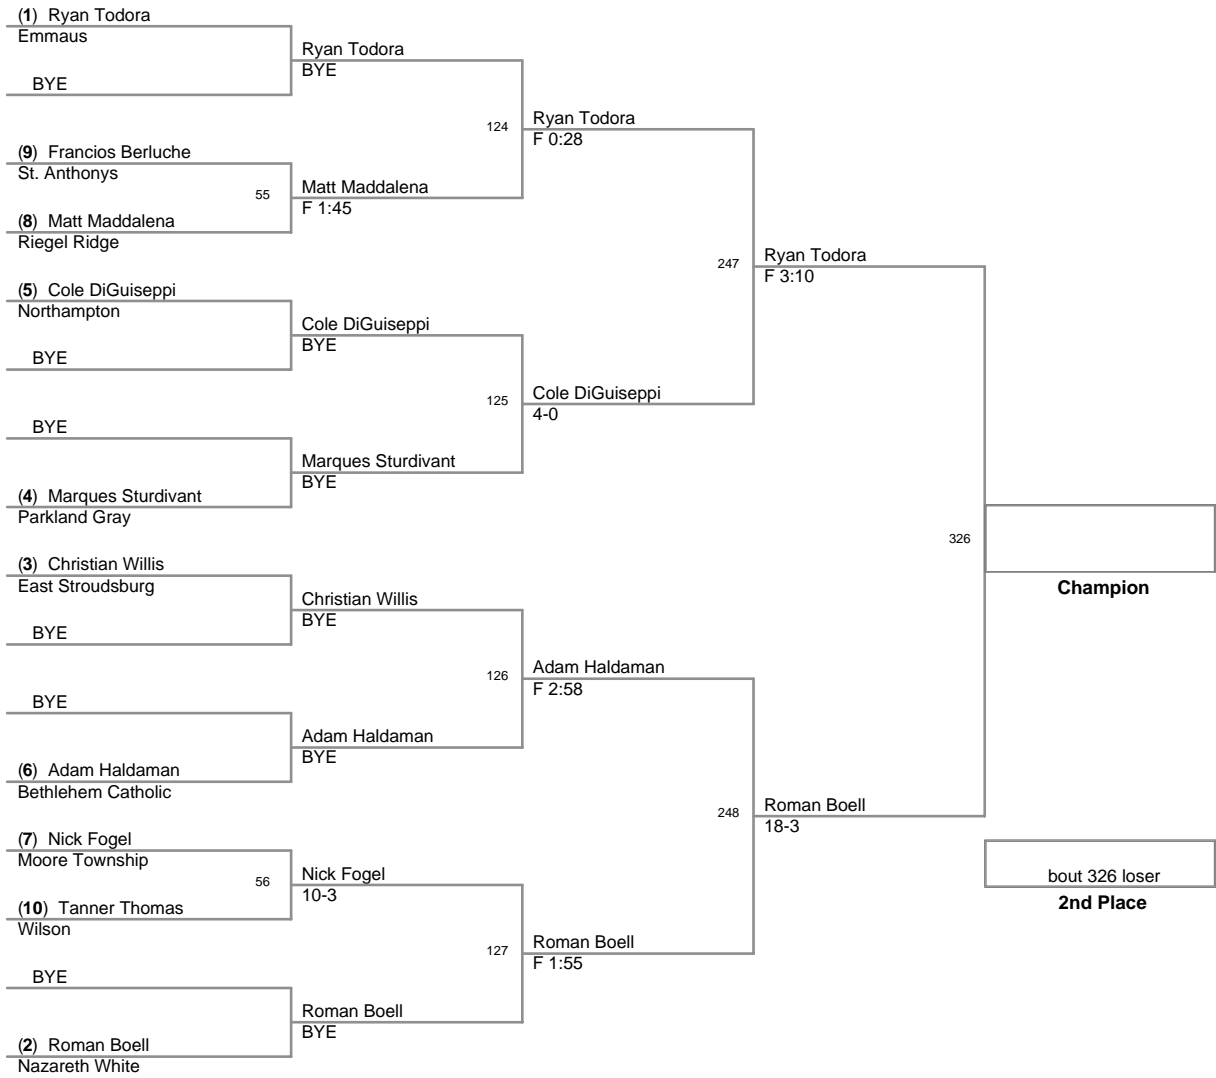 (1) Ryan Todora
Emmaus
BYE
(9) Francios Berluche
St. Anthonys
(8) Matt Maddalena
Riegel Ridge
(5) Cole DiGuiseppi
Northampton
BYE
BYE
(4) Marques Sturdivant
Parkland Gray
(3) Christian Willis
East Stroudsburg
BYE
BYE
(6) Adam Haldaman
Bethlehem Catholic
(7) Nick Fogel
Moore Township
(10) Tanner Thomas
Wilson
BYE
(2) Roman Boell
Nazareth White
Ryan Todora
BYE
55
Matt Maddalena
F 1:45
Cole DiGuiseppi
BYE
Marques Sturdivant
BYE
Christian Willis
BYE
Adam Haldaman
BYE
56
Nick Fogel
10-3
Roman Boell
BYE
124
Ryan Todora
F 0:28
125
Cole DiGuiseppi
4-0
126
Adam Haldaman
F 2:58
127
Roman Boell
F 1:55
247
Ryan Todora
F 3:10
248
Roman Boell
18-3
326
Champion
bout 326 loser
2nd Place